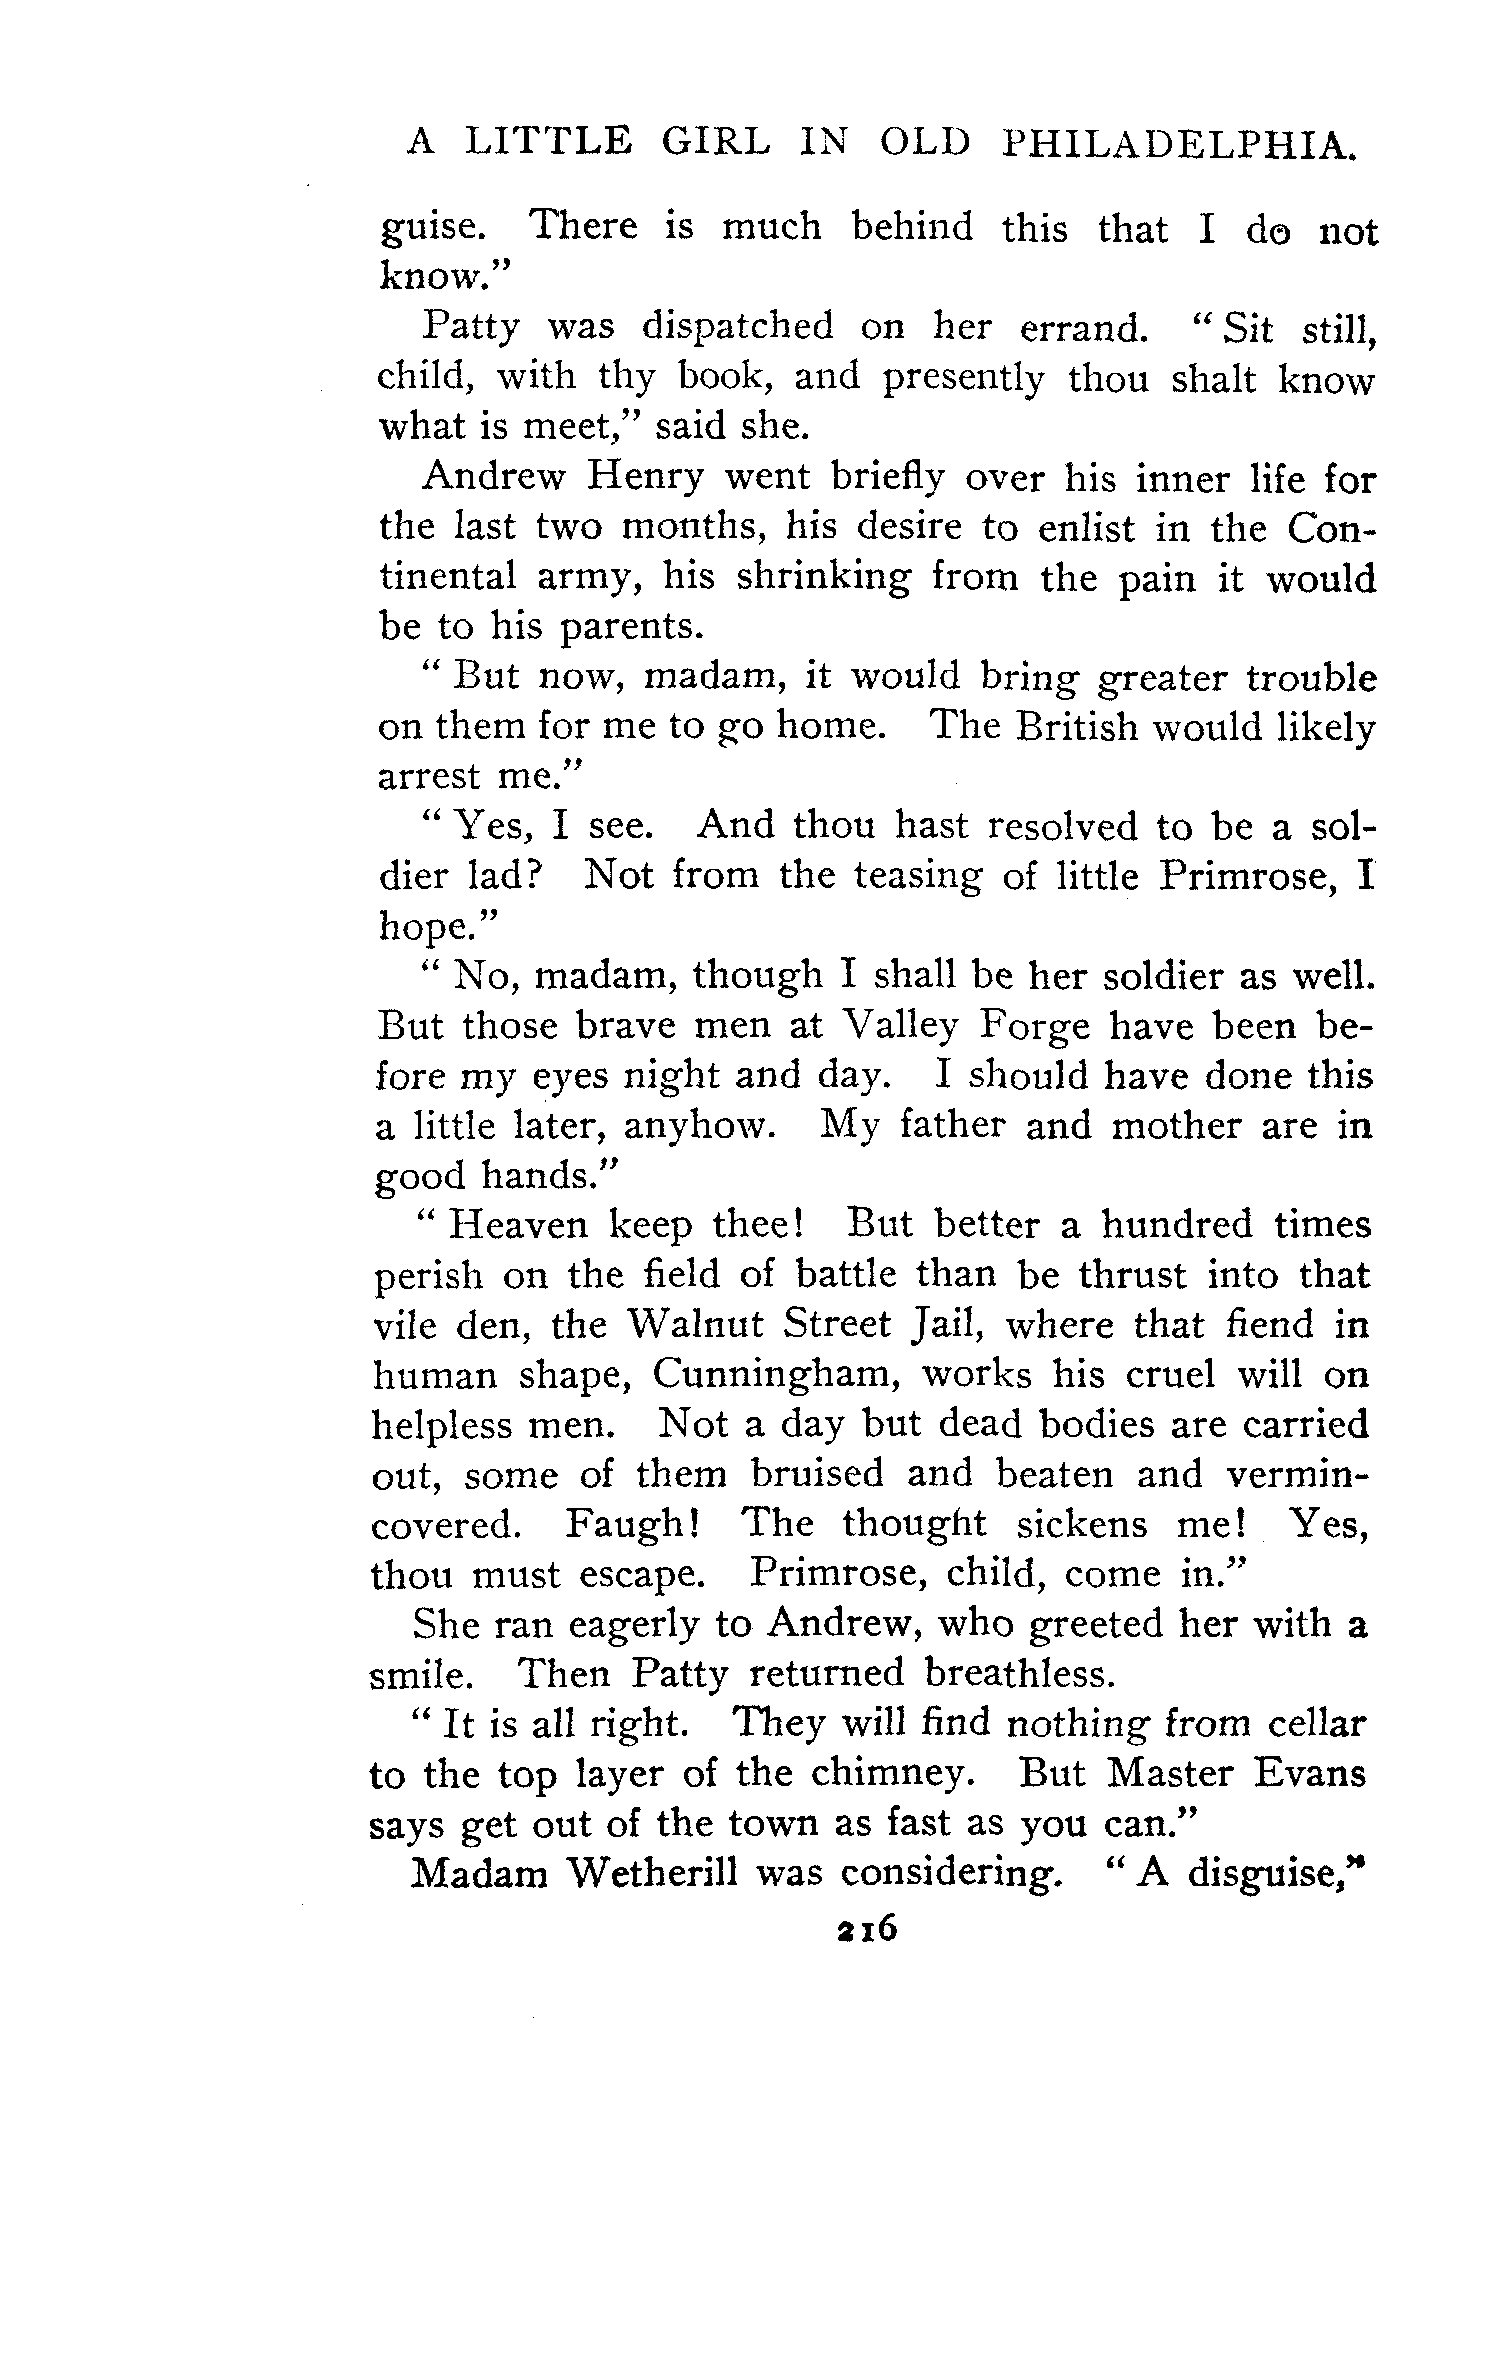 A LITTLE GIRL IN OLD PHILADELPHIA.
guise. There is much behind this that I do not
know."
Patty was dispatched on her errand. "Sit still,
child, with thy book, and presently thou shalt know
what is meet," said she.
Andrew Henry went briefly over his inner life for
the last two months, his desire to enlist in the Con-
tinental army, his shrinking from the pain it would
be to his parents.
"But now, madam, it would bring greater trouble
on them for me to go home. The British would likely
arrest me."
"Yes, I see. And thou hast resolved to be a sol-
dier lad? Not from the teasing of little Primrose, I
hope."
"No, madam, though I shall be her soldier as well.
But those brave men at Valley Forge have been be-
fore my eyes night and day. I should have done this
a little later, anyhow. My father and mother are in
good hands."
"Heaven keep thee! But better a hundred times
perish on the field of battle than be thrust into that
vile den, the Walnut Street Jail, where that fiend in
human shape, Cunningham, works his cruel will on
helpless men. Not a day but dead bodies are carried
out, some of them bruised and beaten and vermin-
covered. Faugh! The thought sickens me! Yes,
thou must escape. Primrose, child, come in."
She ran eagerly to Andrew, who greeted her with a
smile. Then Patty returned breathless.
"It is all right. They will find nothing from cellar
to the top layer of the chimney. But Master Evans
says get out of the town as fast as you can."
Madam Wetherill was considering. "A disguise,"
216